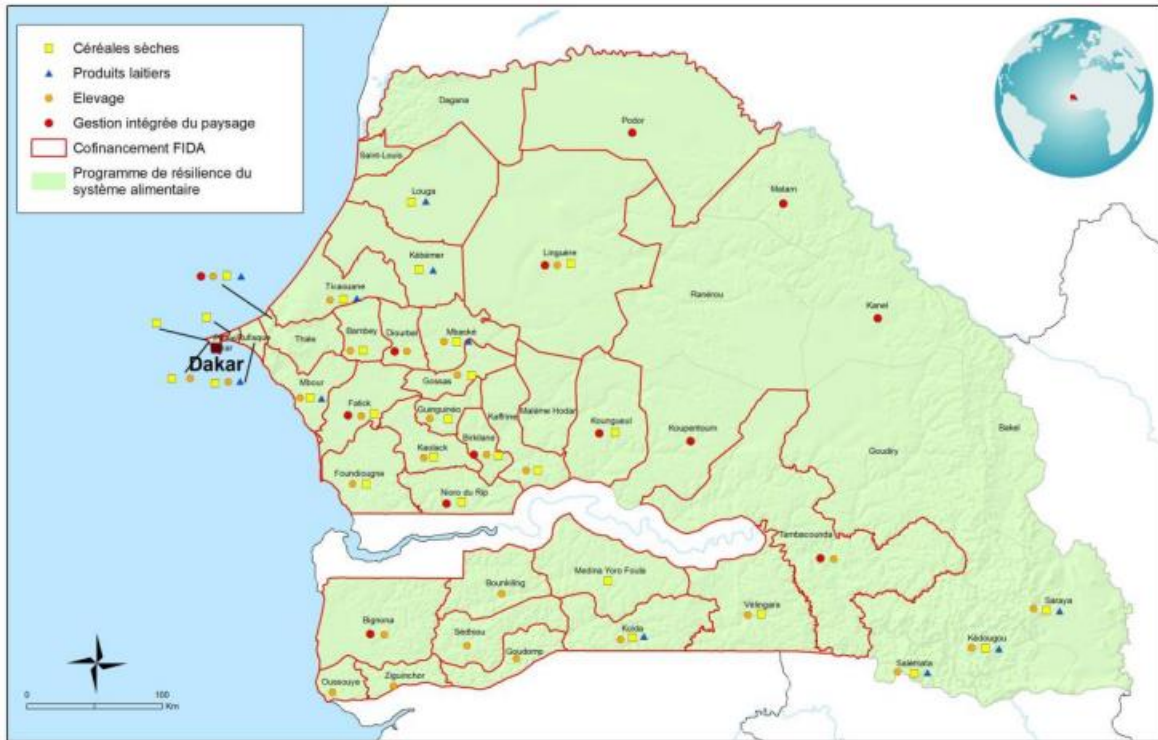 Céréales sèches
Produits laitiers
Elevage
Gestion intégrée du paysage
Cofinancement FIDA
Programme de résilience du
système alimentaire
Dagana
Podor
Saint-Louis
Matam
Louga
Linguère
Kébémer
Ranérou
Tivaouane
Kanel
Thiès
Bambey
Diourbel
Mbacké
Rufisque
Dakar
Gossas
Mbour
Fatick
Guinguinéo
Kaffrine
Malème Hodar
Koungueul
Koupentoum
Birkilane
Kaolack
Bakel
Goudiry
Foundiougne
Nioro du Rip
Tambacounda
Medina Yoro Foula
Bounkiling
Vélingara
Saraya
Bignona
Kolda
Sédhiou
Goudomp
Kédougou
Salémata
Oussouye
Ziguinchor
0 100
Km